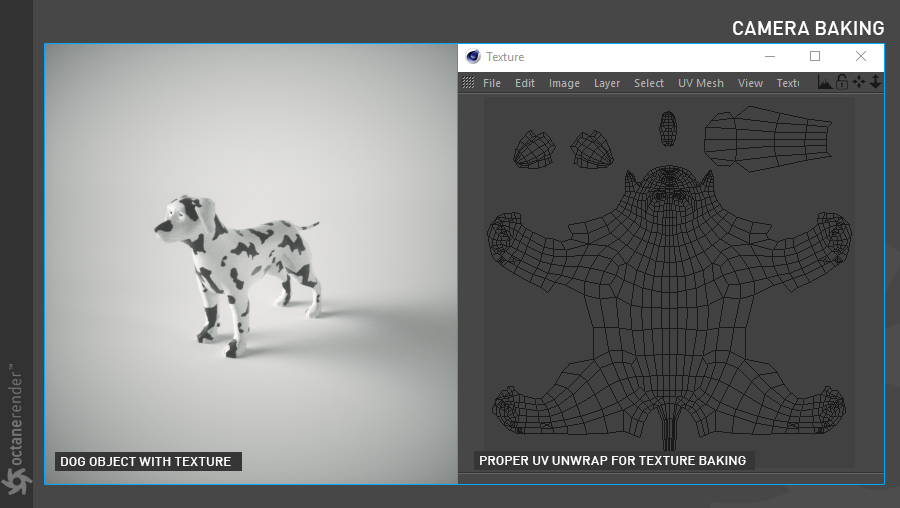 CAMERA BAKING
Texture
File Edit Image Layer Select UV Mesh View Textu
DOG OBJECT WITH TEXTURE
PROPER UV UNWRAP FOR TEXTURE BAKING
octanerender™